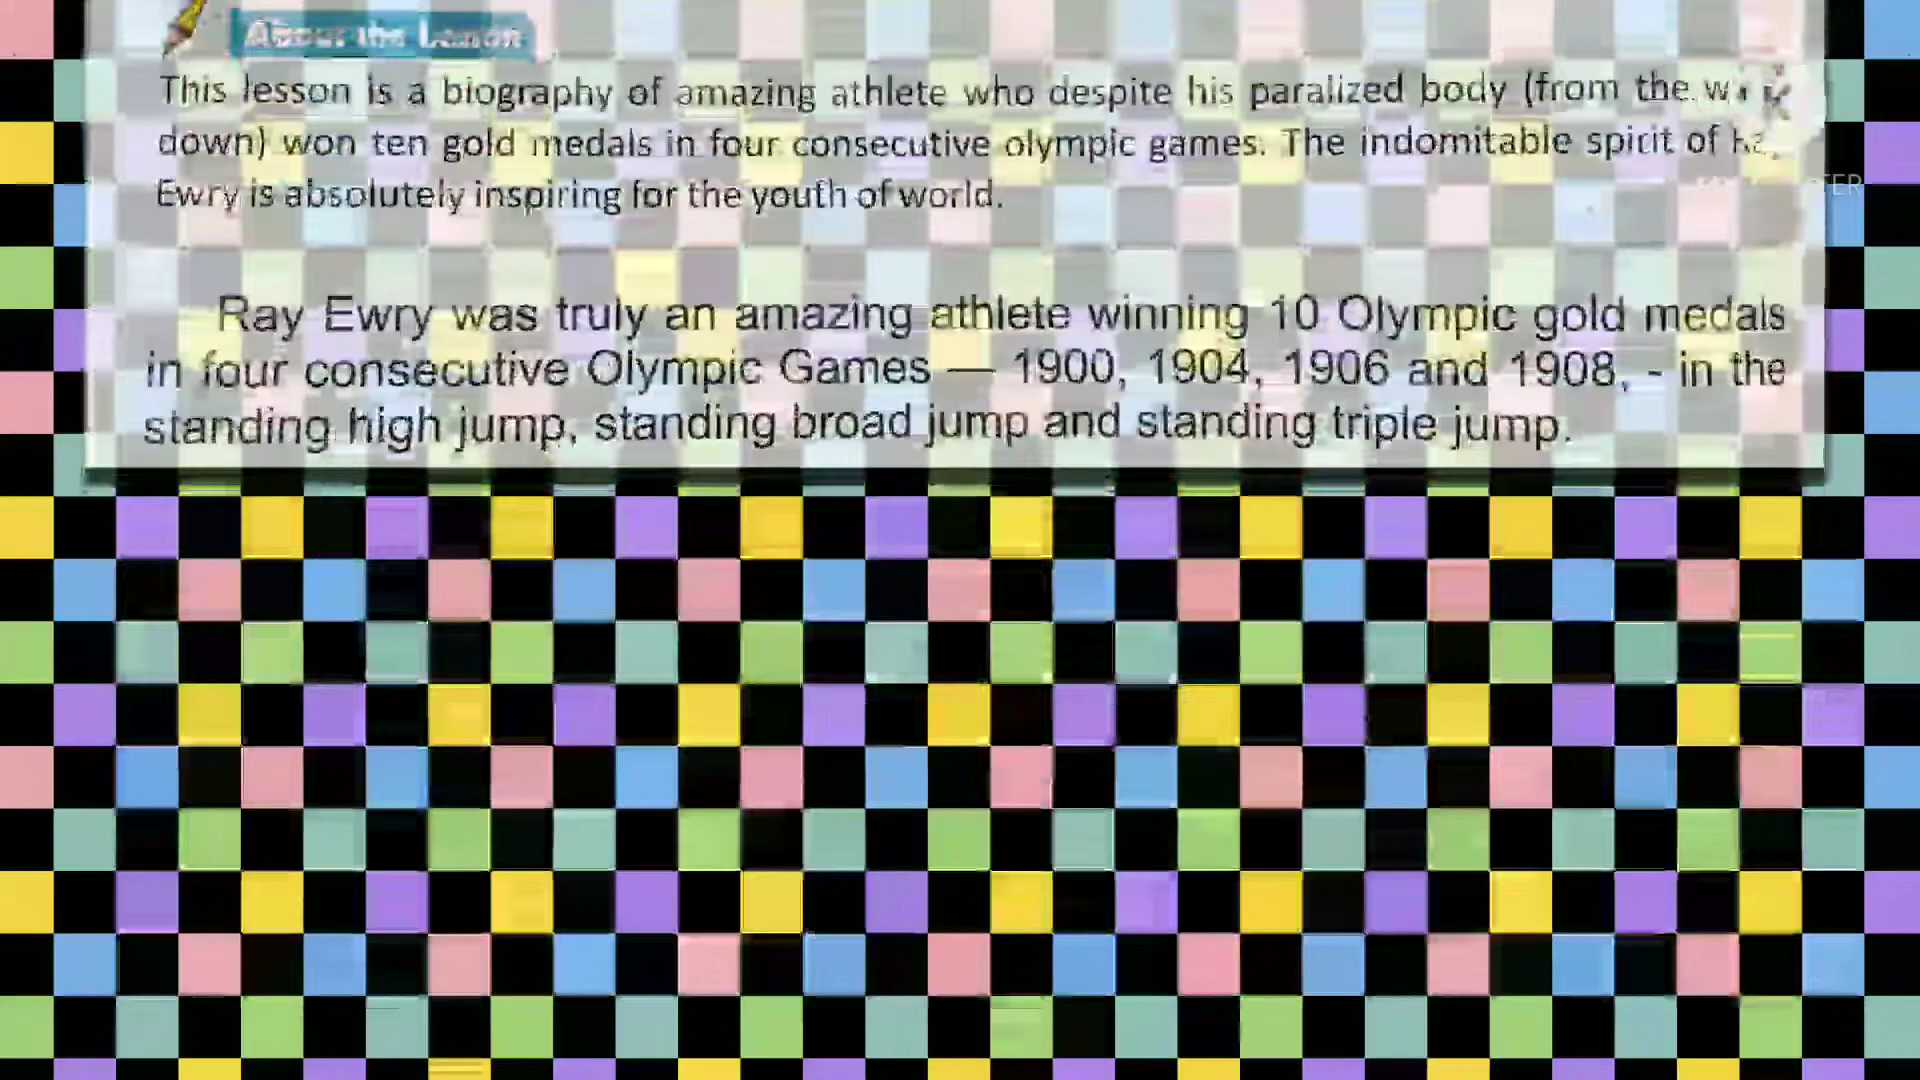 About the Lesson
This lesson is a biography of amazing athlete who despite his paralized body (from the
down) won ten gold medals in four consecutive olympic games. The indomitable spirit of
Ewry is absolutely inspiring for the youth of world.
Ray Ewry was truly an amazing athlete winning 10 Olympic gold medals
in four consecutive Olympic Games — 1900, 1904, 1906 and 1908, - in the
standing high jump, standing broad jump and standing triple jump.